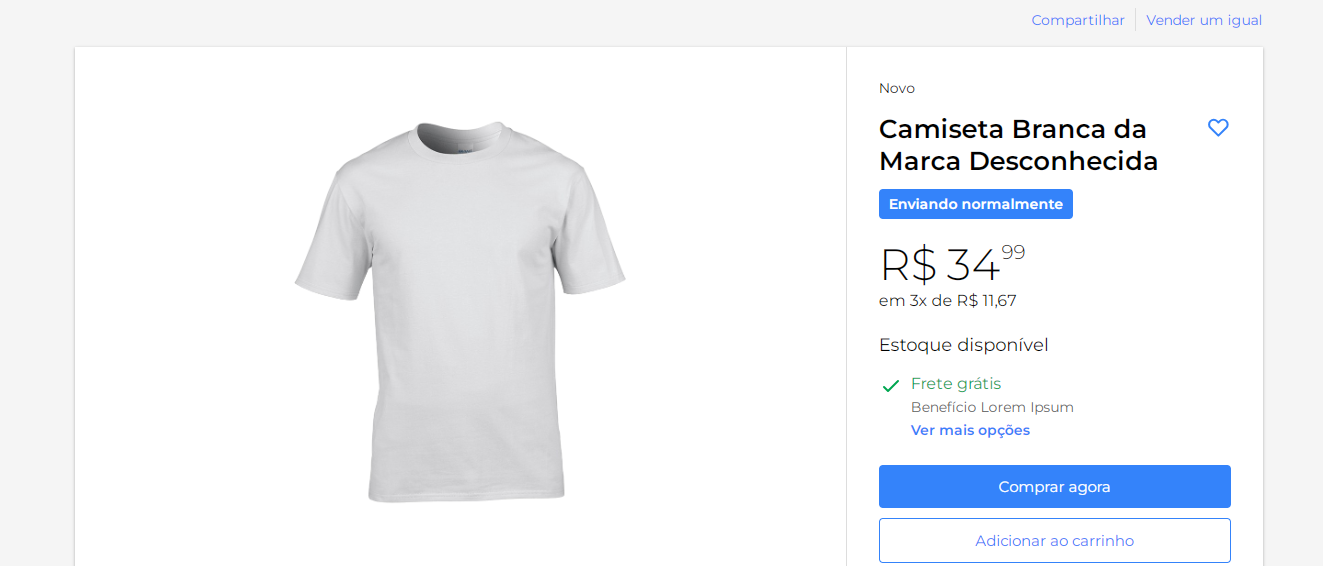 Compartilhar
Vender um igual
Novo
Camiseta Branca da
Marca Desconhecida
Enviando normalmente
R$ 34 99
em 3x de R$ 11,67
Estoque disponível
Frete grátis
Benefício Lorem Ipsum
Ver mais opções
Comprar agora
Adicionar ao carrinho